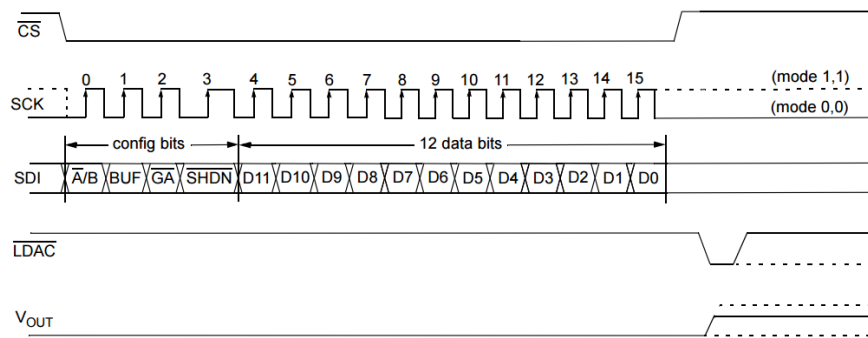 CS
0 1 2 3 4 5 6 7 8 9 10 11 12 13 14 15 (mode 1,1)
SCK (mode 0,0)
config bits 12 data bits
SDI A/B BUF GA SHDN D11 D10 D9 D8 D7 D6 D5 D4 D3 D2 D1 D0
LDAC
VOUT